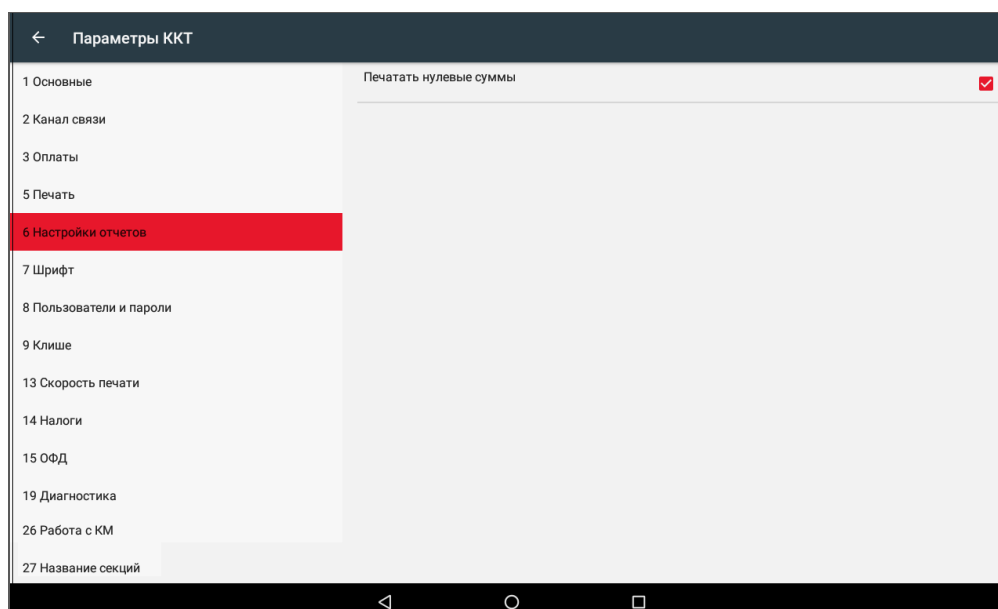 Параметры ККТ
1 Основные
2 Канал связи
3 Оплаты
5 Печать
6 Настройки отчетов
7 Шрифт
8 Пользователи и пароли
9 Клише
13 Скорость печати
14 Налоги
15 ОФД
19 Диагностика
26 Работа с КМ
27 Название секций
Печатать нулевые суммы